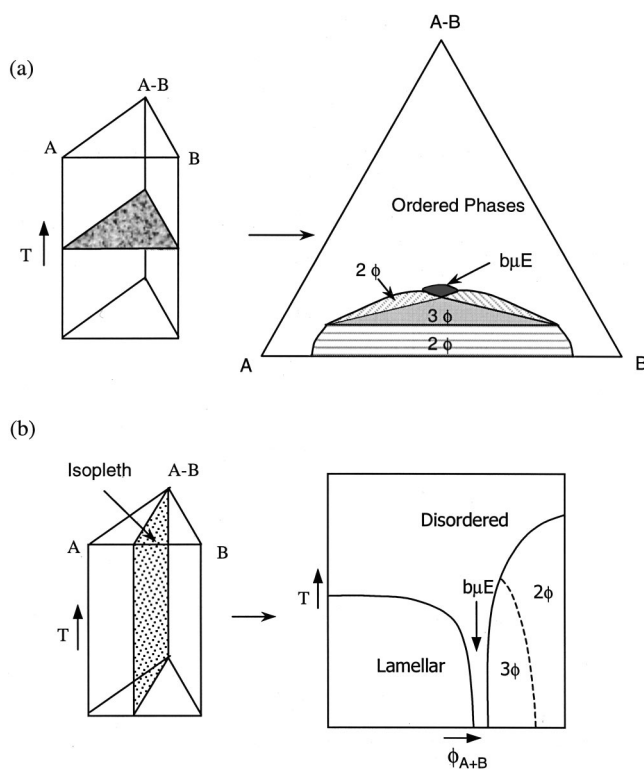 (a)
A-B
A
B
T
A-B
Ordered Phases
2 ϕ
bμE
3 ϕ
2 ϕ
A
B
(b)
Isopleth
A-B
A
B
T
Disordered
T
bμE
2ϕ
Lamellar
3ϕ
ϕA+B